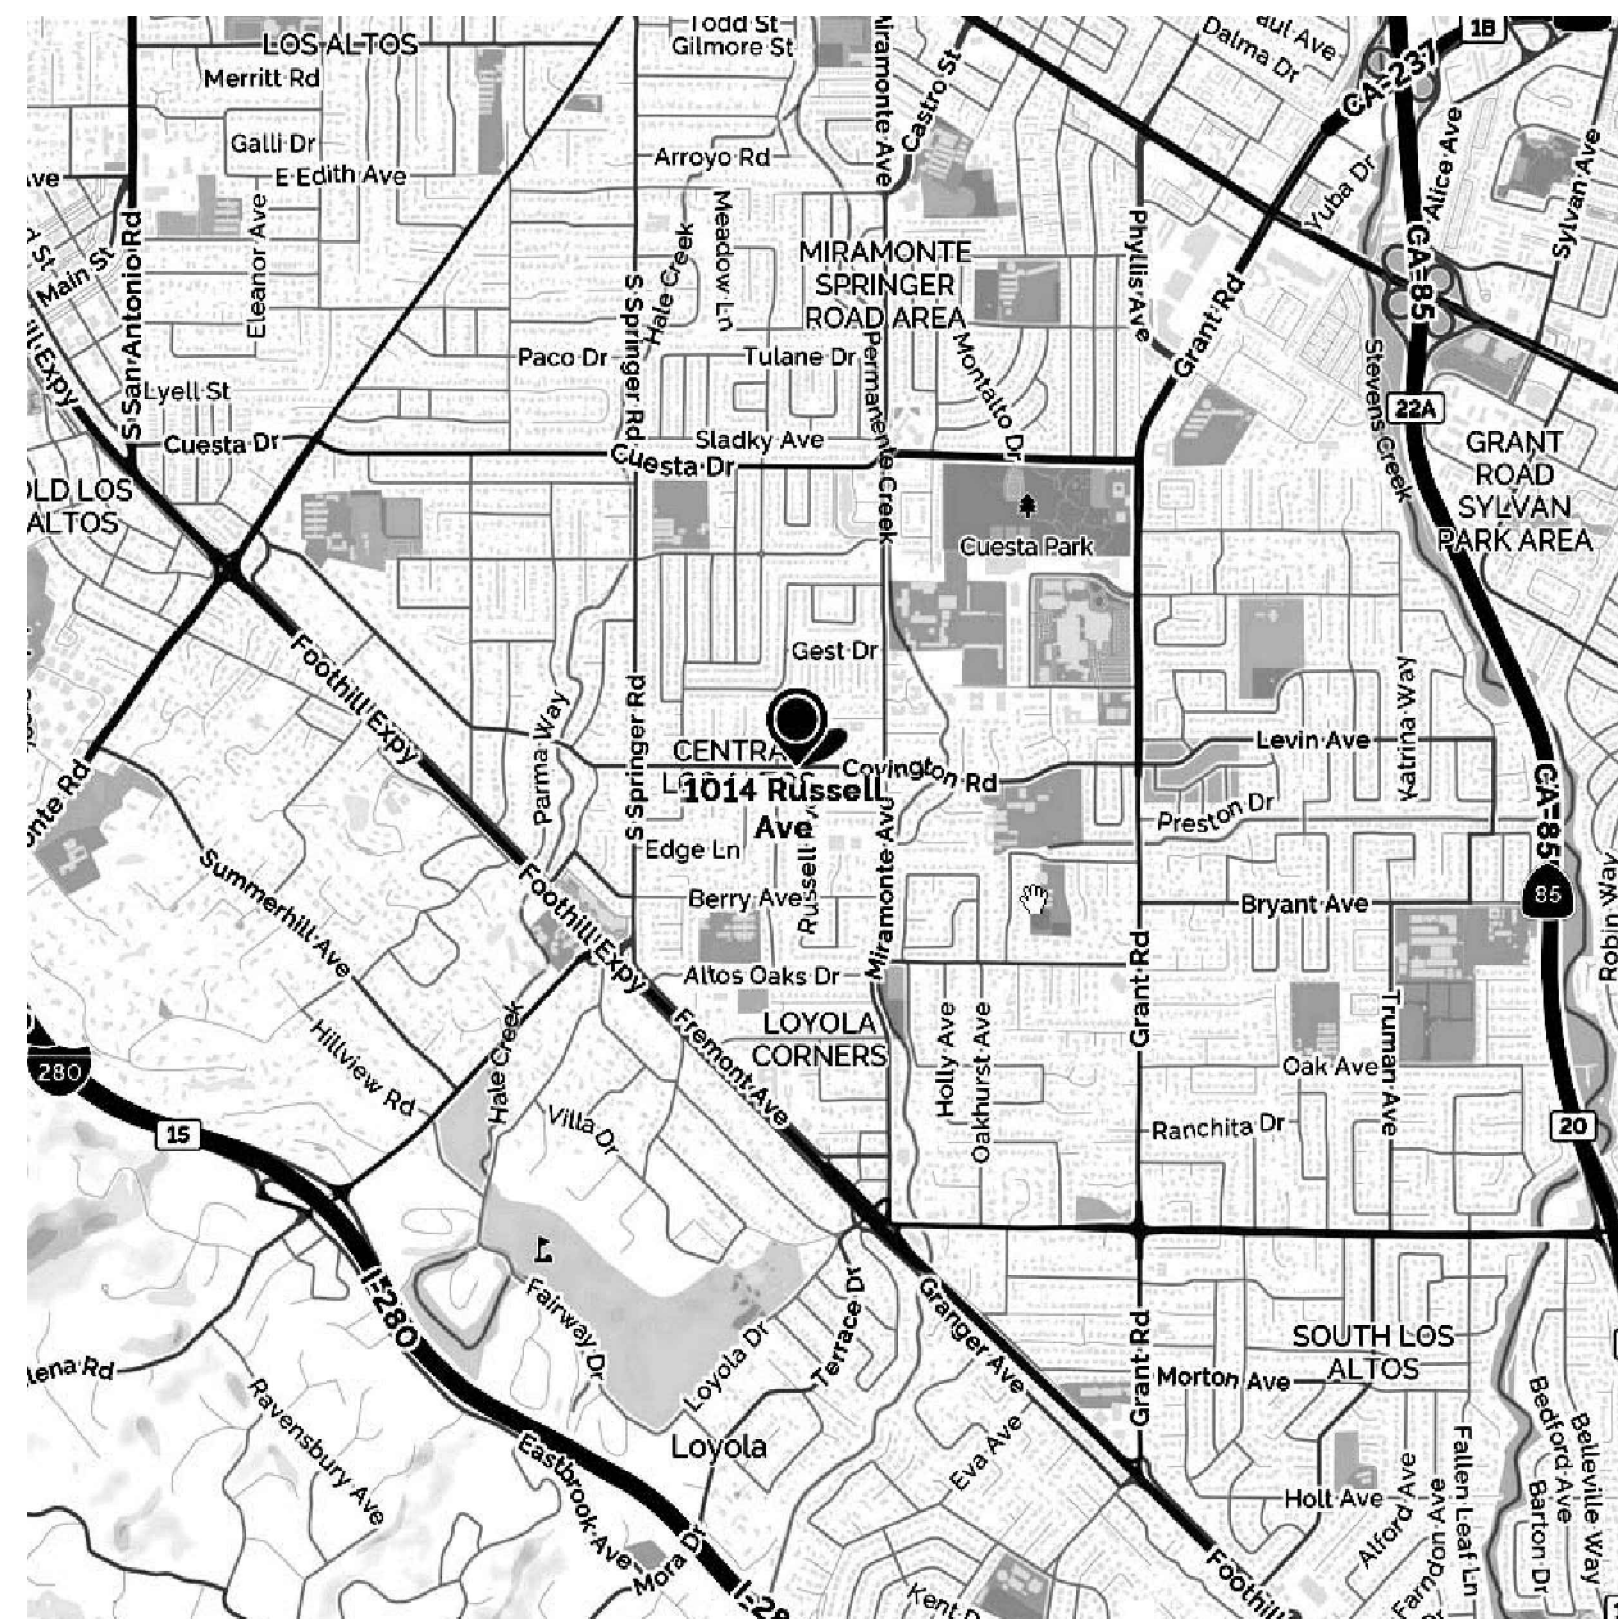 Todd St
Gilmore St
LOS ALTOS
Merritt Rd
Galli Dr
E Edith Ave
Eleanor Ave
S San Antonio Rd
Main St
Lyell St
Cuesta Dr
Arroyo Rd
Meadow Ln
Hale Creek
S Springer Rd
Paco Dr
Tulane Dr
Sladky Ave
Cuesta Dr
Miramonte Ave
Castro St
MIRAMONTE
SPRINGER
ROAD AREA
Permanente Creek
Montalto Dr
Phyllis Ave
Grant Rd
Dalma Dr
CA-237
1B
Yuba Dr
Alice Ave
Sylvan Ave
CA-85
Stevens Creek
22A
GRANT
ROAD
SYLVAN
PARK AREA
OLD LOS
ALTOS
Cuesta Park
Foothill Expy
Gest Dr
Parma Way
S Springer Rd
CENTRAL
1014 Russell
Ave
Covington Rd
Levin Ave
Katrina Way
Preston Dr
CA-85
85
Edge Ln
Berry Ave
Russell
Miramonte Ave
Bryant Ave
Robin Way
Summerhill Ave
Foothill Expy
Altos Oaks Dr
Grant Rd
Holly Ave
Oakhurst Ave
Truman Ave
LOYOLA
CORNERS
Fremont Ave
Hillview Rd
Hale Creek
280
15
Villa Dr
Oak Ave
Ranchita Dr
20
I-280
Fairway Dr
Loyola Dr
Terrace Dr
Granger Ave
Grant Rd
SOUTH LOS
ALTOS
Morton Ave
Ravensbury Ave
Loyola
Eva Ave
Eastbrook Ave
Mora Dr
Holt Ave
Alford Ave
Farndon Ave
Fallen Leaf Ln
Bedford Ave
Barton Dr
Belleville Way
Foothill
Kent D
I-28